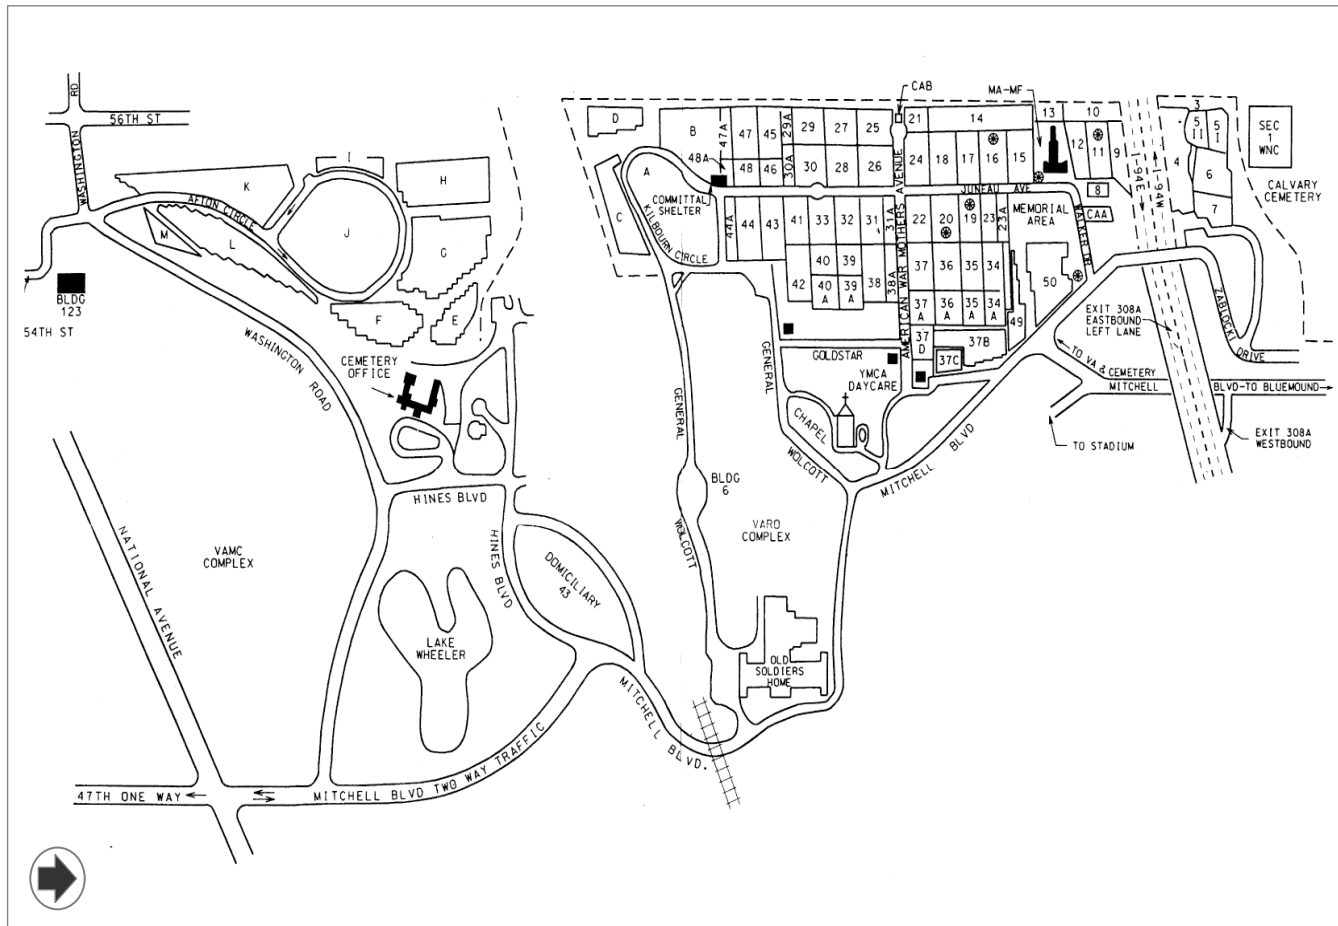 WASHINGTON
RD
56TH ST
K
I
H
AFTON CIRCLE
M
L
J
G
F
E
BLDG
123
54TH ST
WASHINGTON ROAD
CEMETERY
OFFICE
HINES BLVD
HINES BLVD
VAMC
COMPLEX
NATIONAL AVENUE
LAKE
WHEELER
DOMICILIARY
43
47TH ONE WAY
MITCHELL BLVD TWO WAY TRAFFIC
MITCHELL BLVD.
D
B
47A
47
45
29A
29
27
25
CAB
21
14
MA-MF
13
10
3
5
II
5
I
SEC
1
WNC
48A
48
46
30A
30
28
26
24
18
17
16
15
12
11
9
4
6
7
CALVARY
CEMETERY
A
C
COMMITTAL
SHELTER
KILBOURN CIRCLE
JUNEAU AVE
8
CAA
WALKER DR
MEMORIAL
AREA
44A
44
43
41
33
32
31
31A
22
20
19
23
23A
42
40
39
40
A
39
A
38
38A
37
36
35
34
37
A
36
A
35
A
34
A
50
49
37
D
37B
37C
AMERICAN WAR MOTHERS AVENUE
I-94E
I-94W
EXIT 308A
EASTBOUND
LEFT LANE
ZABLOCKI DRIVE
TO VA & CEMETERY
MITCHELL
BLVD-TO BLUEMOUND
EXIT 308A
WESTBOUND
TO STADIUM
GOLDSTAR
YMCA
DAYCARE
GENERAL
WOLCOTT
GENERAL
WOLCOTT
CHAPEL
MITCHELL BLVD
BLDG
6
VARO
COMPLEX
OLD
SOLDIERS
HOME